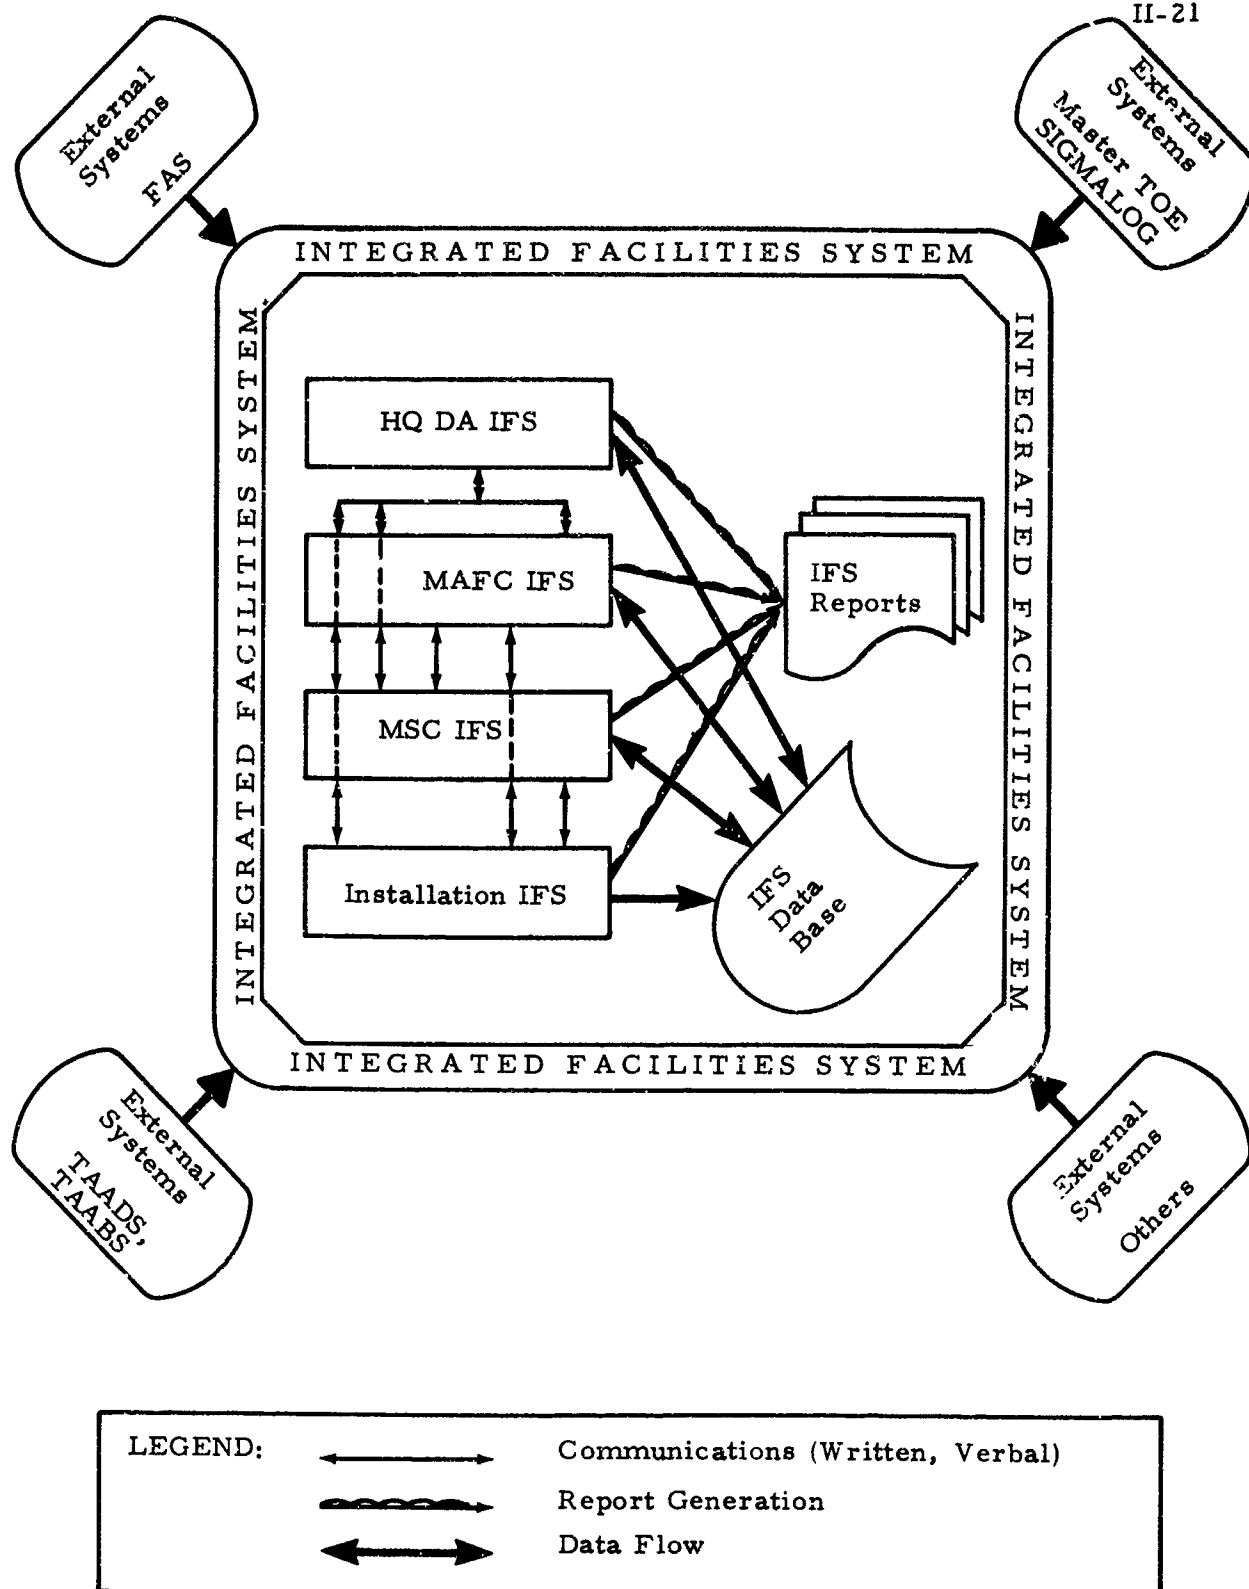 II-21
External
Systems
FAS
External
Systems
Master TOE
SIGMALOG
INTEGRATED FACILITIES SYSTEM
INTEGRATED FACILITIES SYSTEM
INTEGRATED FACILITIES SYSTEM
HQ DA IFS
MAFC IFS
IFS
Reports
MSC IFS
Installation IFS
IFS
Data
Base
INTEGRATED FACILITIES SYSTEM
External
Systems
TAADS,
TAABS
External
Systems
Others
LEGEND:
Communications (Written, Verbal)
Report Generation
Data Flow